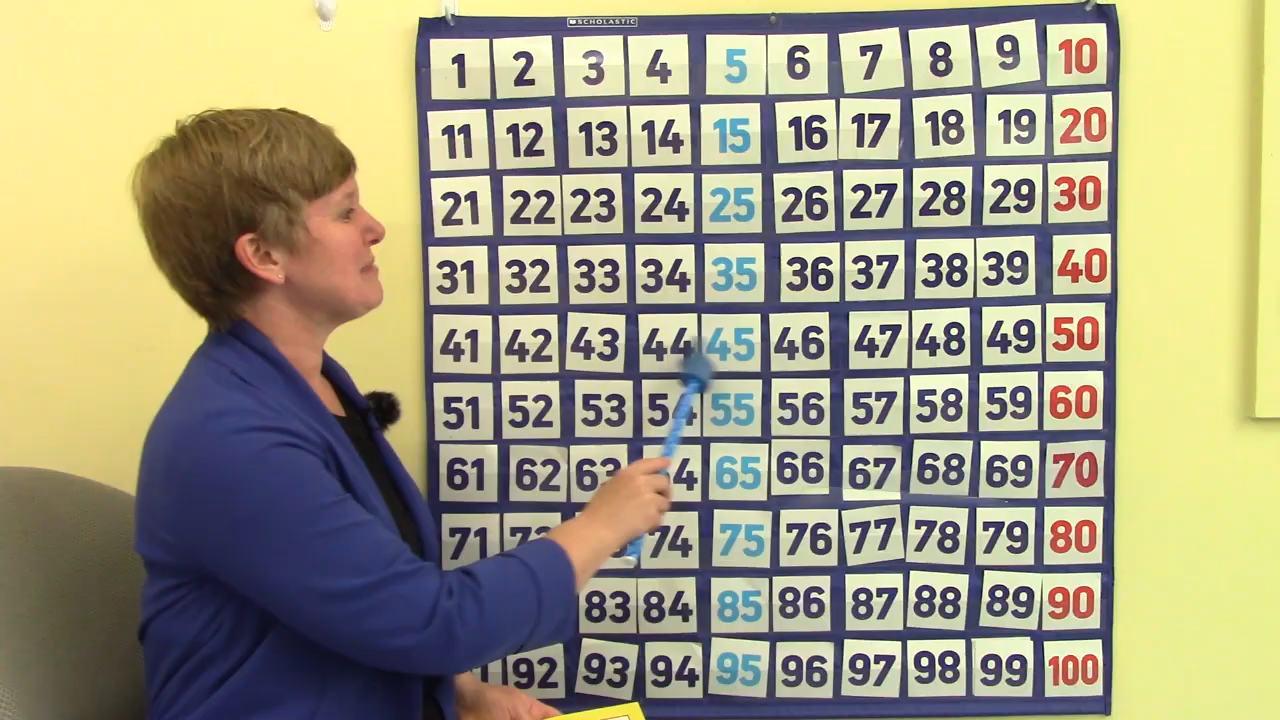 SCHOLASTIC
1 2 3 4 5 6 7 8 9 10
11 12 13 14 15 16 17 18 19 20
21 22 23 24 25 26 27 28 29 30
31 32 33 34 35 36 37 38 39 40
41 42 43 44 45 46 47 48 49 50
51 52 53 54 55 56 57 58 59 60
61 62 63 65 66 67 68 69 70
71 74 75 76 77 78 79 80
83 84 85 86 87 88 89 90
92 93 94 95 96 97 98 99 100